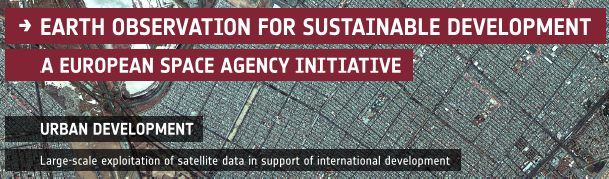 → EARTH OBSERVATION FOR SUSTAINABLE DEVELOPMENT
A EUROPEAN SPACE AGENCY INITIATIVE
URBAN DEVELOPMENT
Large-scale exploitation of satellite data in support of international development